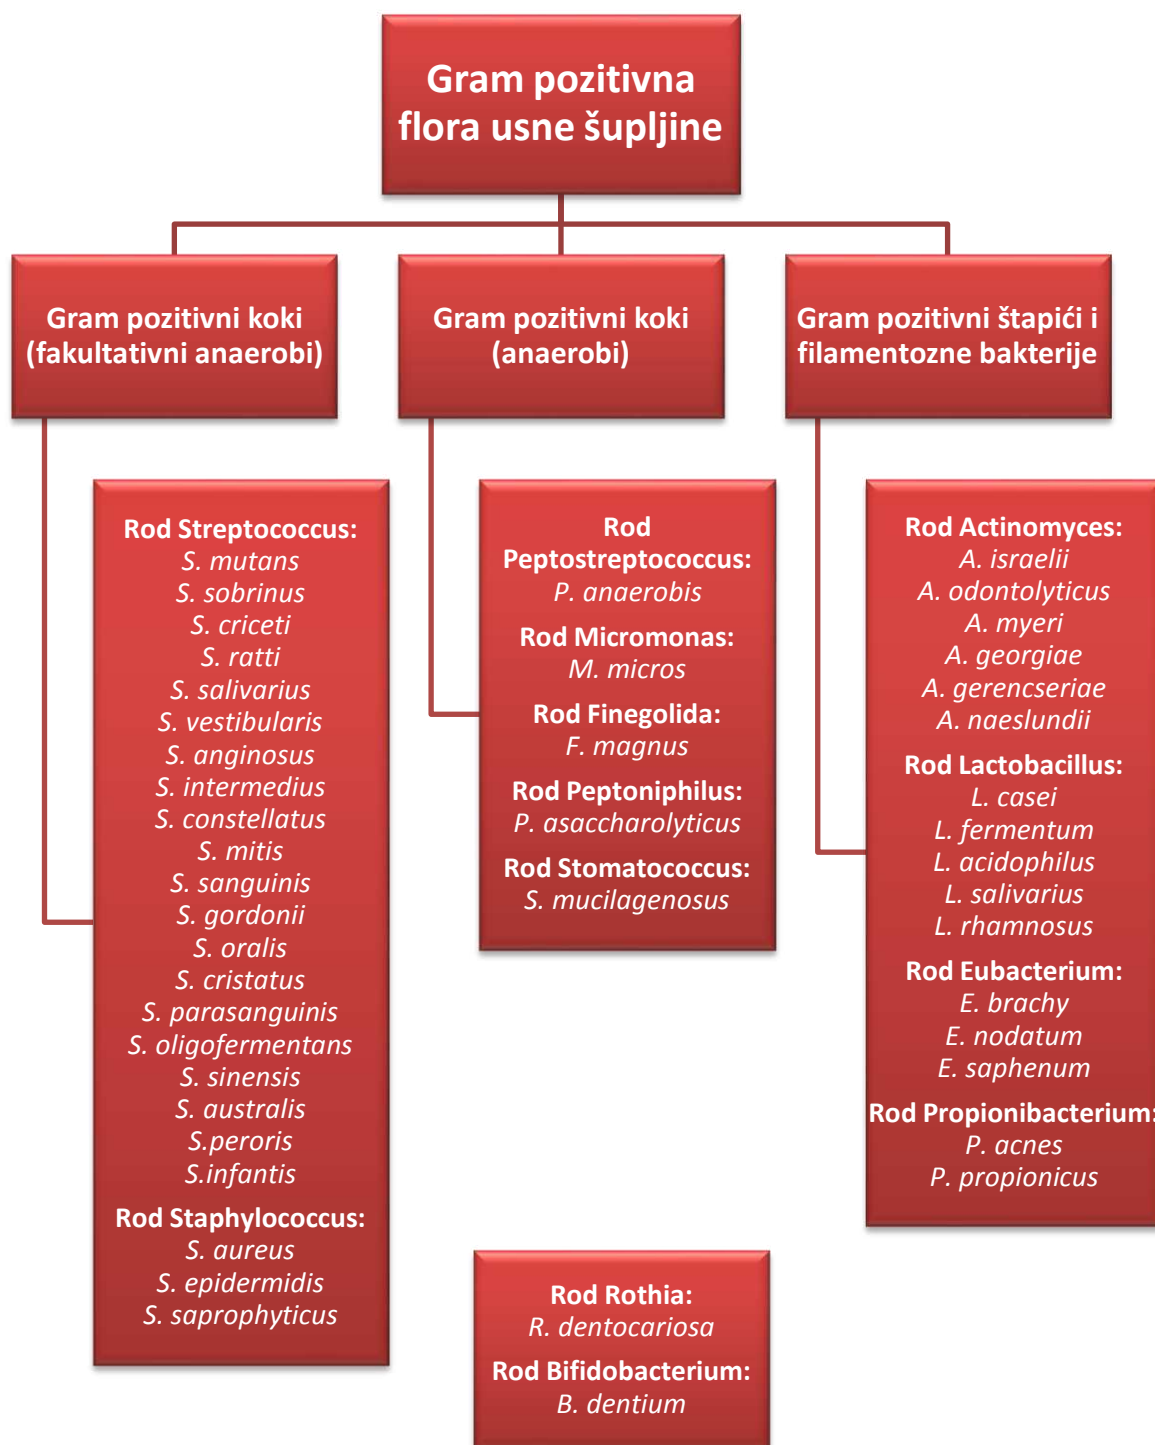 Gram pozitivna
flora usne šupljine
Gram pozitivni koki
(fakultativni anaerobi)
Gram pozitivni koki
(anaerobi)
Gram pozitivni štapići i
filamentozne bakterije
Rod Streptococcus:
S. mutans
S. sobrinus
S. criceti
S. ratti
S. salivarius
S. vestibularis
S. anginosus
S. intermedius
S. constellatus
S. mitis
S. sanguinis
S. gordonii
S. oralis
S. cristatus
S. parasanguinis
S. oligofermentans
S. sinensis
S. australis
S.peroris
S.infantis
Rod Staphylococcus:
S. aureus
S. epidermidis
S. saprophyticus
Rod
Peptostreptococcus:
P. anaerobis
Rod Micromonas:
M. micros
Rod Finegolida:
F. magnus
Rod Peptoniphilus:
P. asaccharolyticus
Rod Stomatococcus:
S. mucilagenosus
Rod Actinomyces:
A. israelii
A. odontolyticus
A. myeri
A. georgiae
A. gerencseriae
A. naeslundii
Rod Lactobacillus:
L. casei
L. fermentum
L. acidophilus
L. salivarius
L. rhamnosus
Rod Eubacterium:
E. brachy
E. nodatum
E. saphenum
Rod Propionibacterium:
P. acnes
P. propionicus
Rod Rothia:
R. dentocariosa
Rod Bifidobacterium:
B. dentium